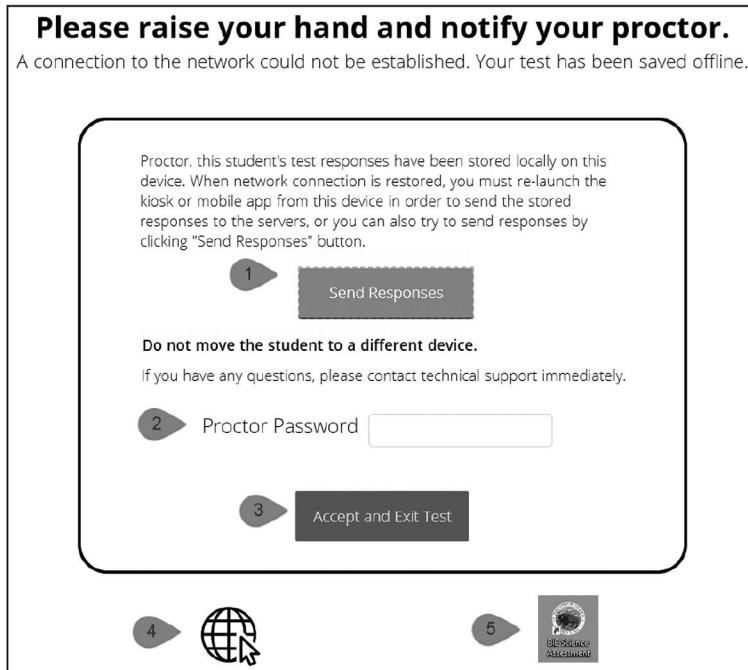 Please raise your hand and notify your proctor.
A connection to the network could not be established. Your test has been saved offline.
Proctor, this student's test responses have been stored locally on this
device. When network connection is restored, you must re-launch the
kiosk or mobile app from this device in order to send the stored
responses to the servers, or you can also try to send responses by
clicking "Send Responses" button.
1
Send Responses
Do not move the student to a different device.
If you have any questions, please contact technical support immediately.
2
Proctor Password
3
Accept and Exit Test
4
5
BIE Science
Assessment